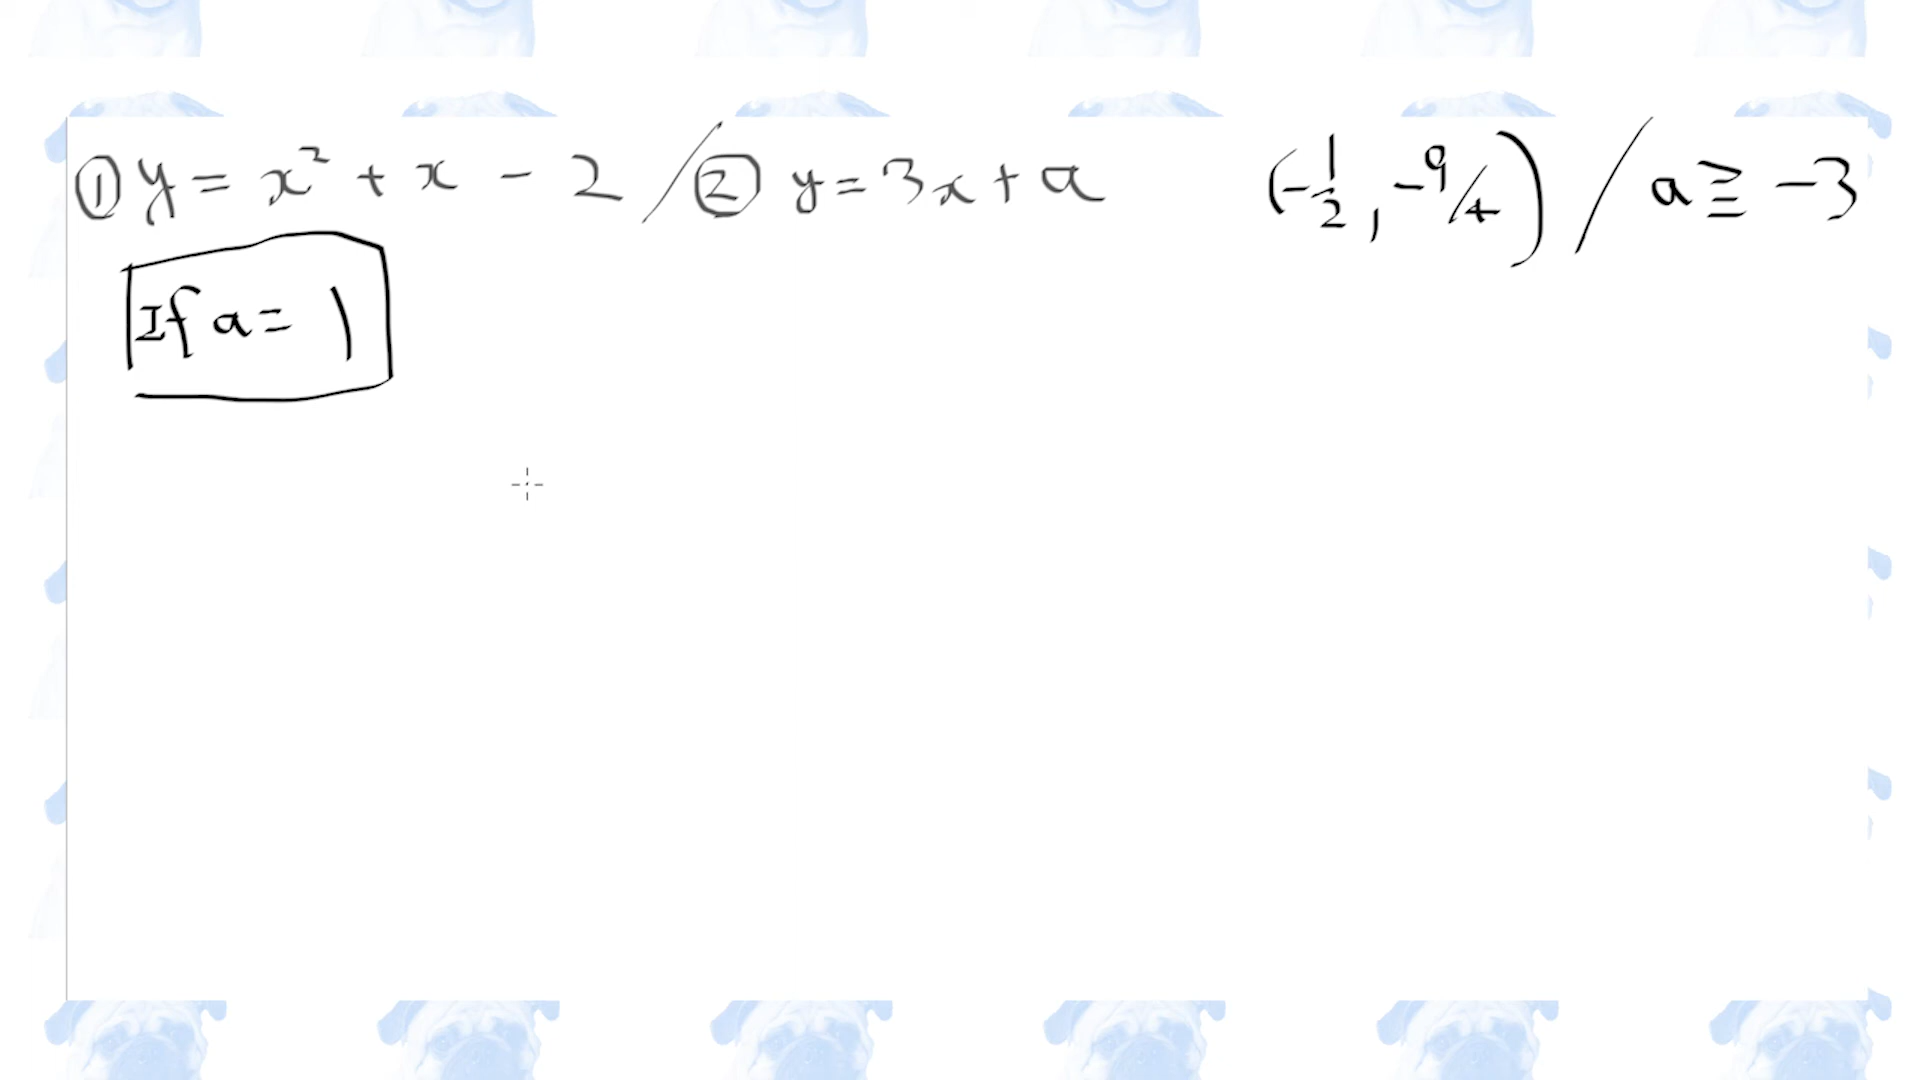 ① y = x² + x - 2 / ② y = 3x + a (-1/2, -9/4) / a ≧ -3
If a = 1